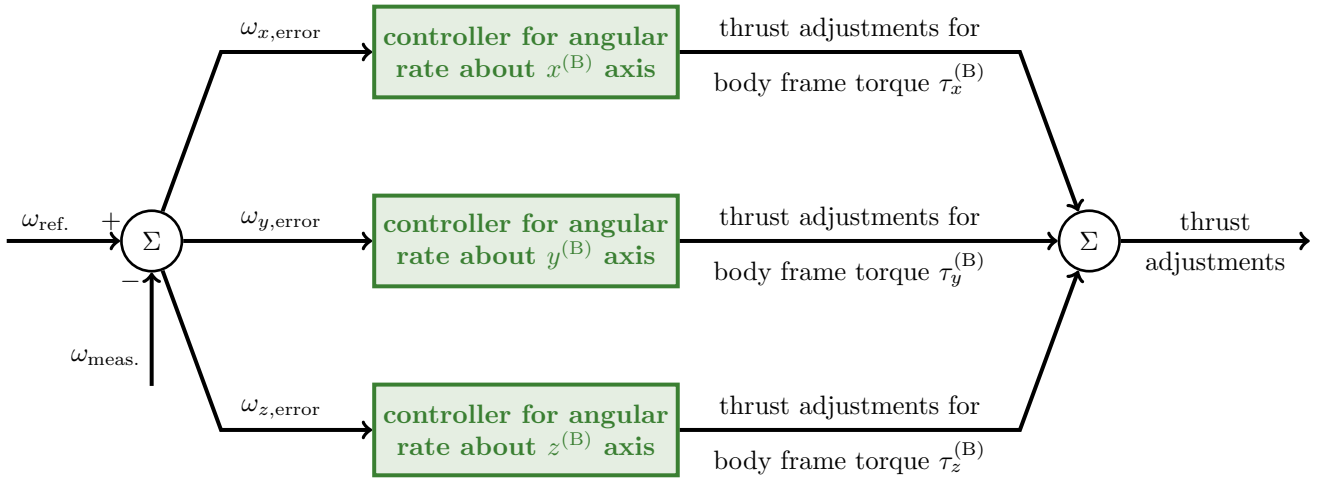 ω_x,error
controller for angular
rate about x^(B) axis
thrust adjustments for
body frame torque τ_x^(B)
ω_ref.
+
Σ
−
ω_meas.
ω_y,error
controller for angular
rate about y^(B) axis
thrust adjustments for
body frame torque τ_y^(B)
Σ
thrust
adjustments
ω_z,error
controller for angular
rate about z^(B) axis
thrust adjustments for
body frame torque τ_z^(B)